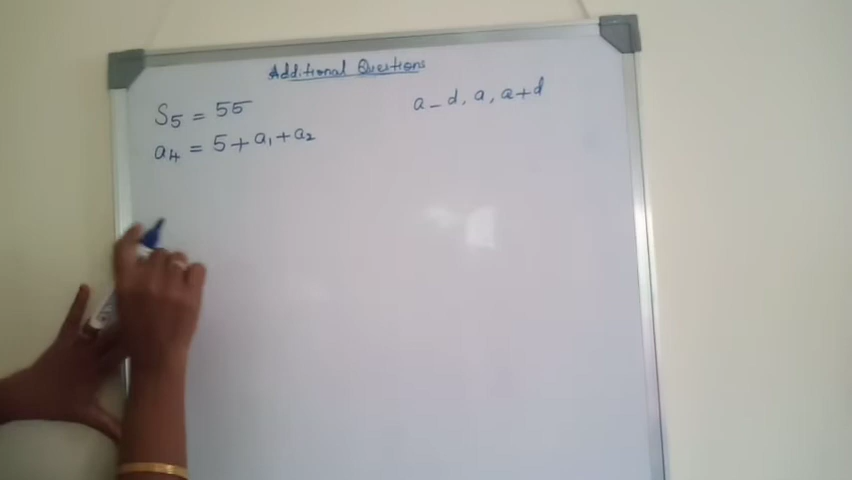 Additional Questions
S₅ = 55
a - d, a, a + d
a₄ = 5 + a₁ + a₂